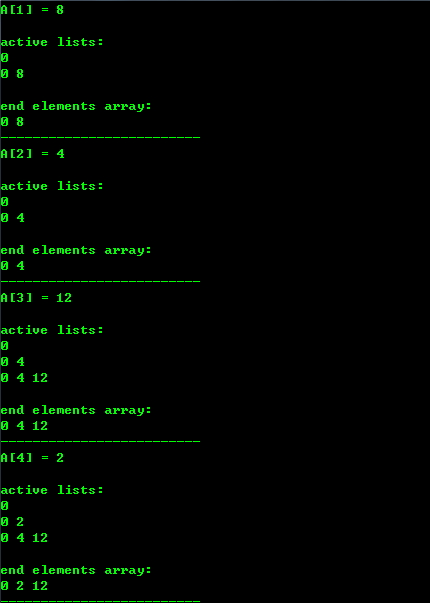 A[1] = 8
active lists:
0
0 8
end elements array:
0 8
-------------------------
A[2] = 4
active lists:
0
0 4
end elements array:
0 4
-------------------------
A[3] = 12
active lists:
0
0 4
0 4 12
end elements array:
0 4 12
-------------------------
A[4] = 2
active lists:
0
0 2
0 4 12
end elements array:
0 2 12
-------------------------